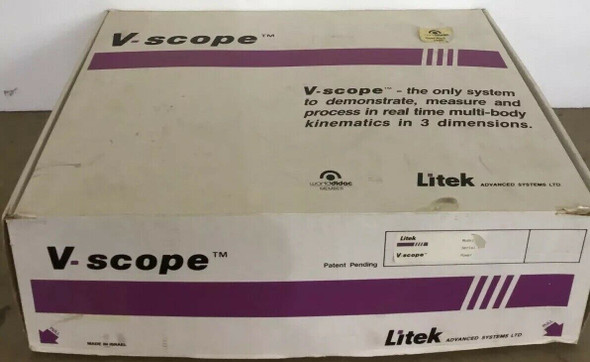 V-scope™
V-scope™ - the only system
to demonstrate, measure and
process in real time multi-body
kinematics in 3 dimensions.
worlddidac
MEMBER
Litek ADVANCED SYSTEMS LTD.
V-scope™
Patent Pending
Litek
V-scope™
MADE IN ISRAEL
Litek ADVANCED SYSTEMS LTD.